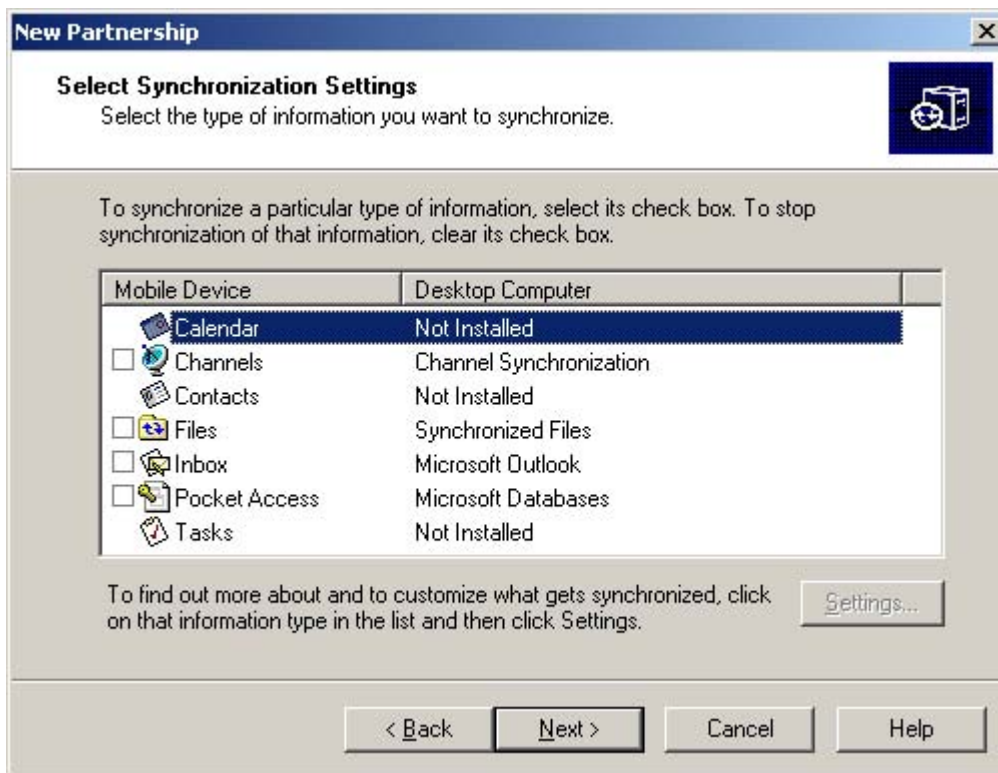 New Partnership
Select Synchronization Settings
Select the type of information you want to synchronize.
To synchronize a particular type of information, select its check box. To stop
synchronization of that information, clear its check box.
Mobile Device Desktop Computer
Calendar Not Installed
Channels Channel Synchronization
Contacts Not Installed
Files Synchronized Files
Inbox Microsoft Outlook
Pocket Access Microsoft Databases
Tasks Not Installed
To find out more about and to customize what gets synchronized, click
on that information type in the list and then click Settings.
Settings...
< Back Next > Cancel Help